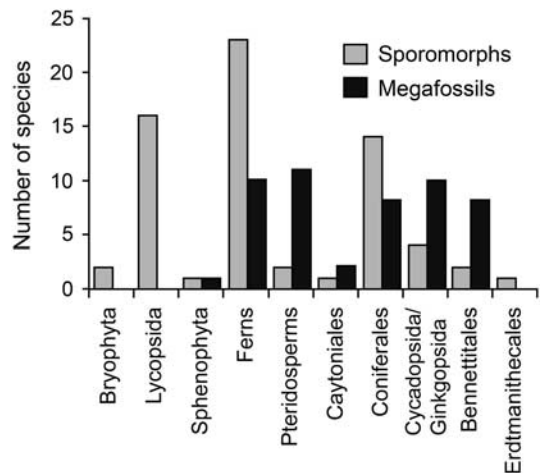 Number of species
25
20
15
10
5
0
Sporomorphs
Megafossils
Bryophyta
Lycopsida
Sphenophyta
Ferns
Pteridosperms
Caytoniales
Coniferales
Cycadopsida/
Ginkgopsida
Bennettitales
Erdtmanithecales